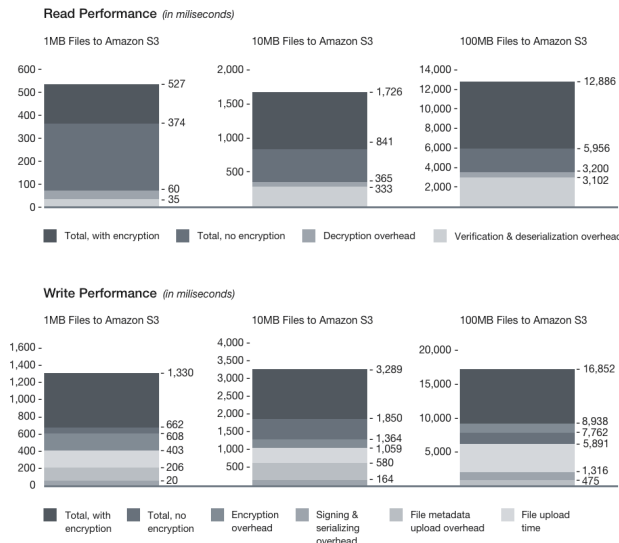 Read Performance (in miliseconds)
1MB Files to Amazon S3
600 -
500 -
400 -
300 -
200 -
100 -
0 -
- 527
- 374
- 60
- 35
10MB Files to Amazon S3
2,000 -
1,500 -
1,000 -
500 -
- 1,726
- 841
- 365
- 333
100MB Files to Amazon S3
14,000 -
12,000 -
10,000 -
8,000 -
6,000 -
4,000 -
2,000 -
- 12,886
- 5,956
- 3,200
- 3,102
Total, with encryption
Total, no encryption
Decryption overhead
Verification & deserialization overhead
Write Performance (in miliseconds)
1MB Files to Amazon S3
1,600 -
1,400 -
1,200 -
1,000 -
800 -
600 -
400 -
200 -
0 -
- 1,330
- 662
- 608
- 403
- 206
- 20
10MB Files to Amazon S3
4,000 -
3,500 -
3,000 -
2,500 -
2,000 -
1,500 -
1,000 -
500 -
- 3,289
- 1,850
- 1,364
- 1,059
- 580
- 164
100MB Files to Amazon S3
20,000 -
15,000 -
10,000 -
5,000 -
- 16,852
- 8,938
- 7,762
- 5,891
- 1,316
- 475
Total, with
encryption
Total, no
encryption
Encryption
overhead
Signing &
serializing
overhead
File metadata
upload overhead
File upload
time